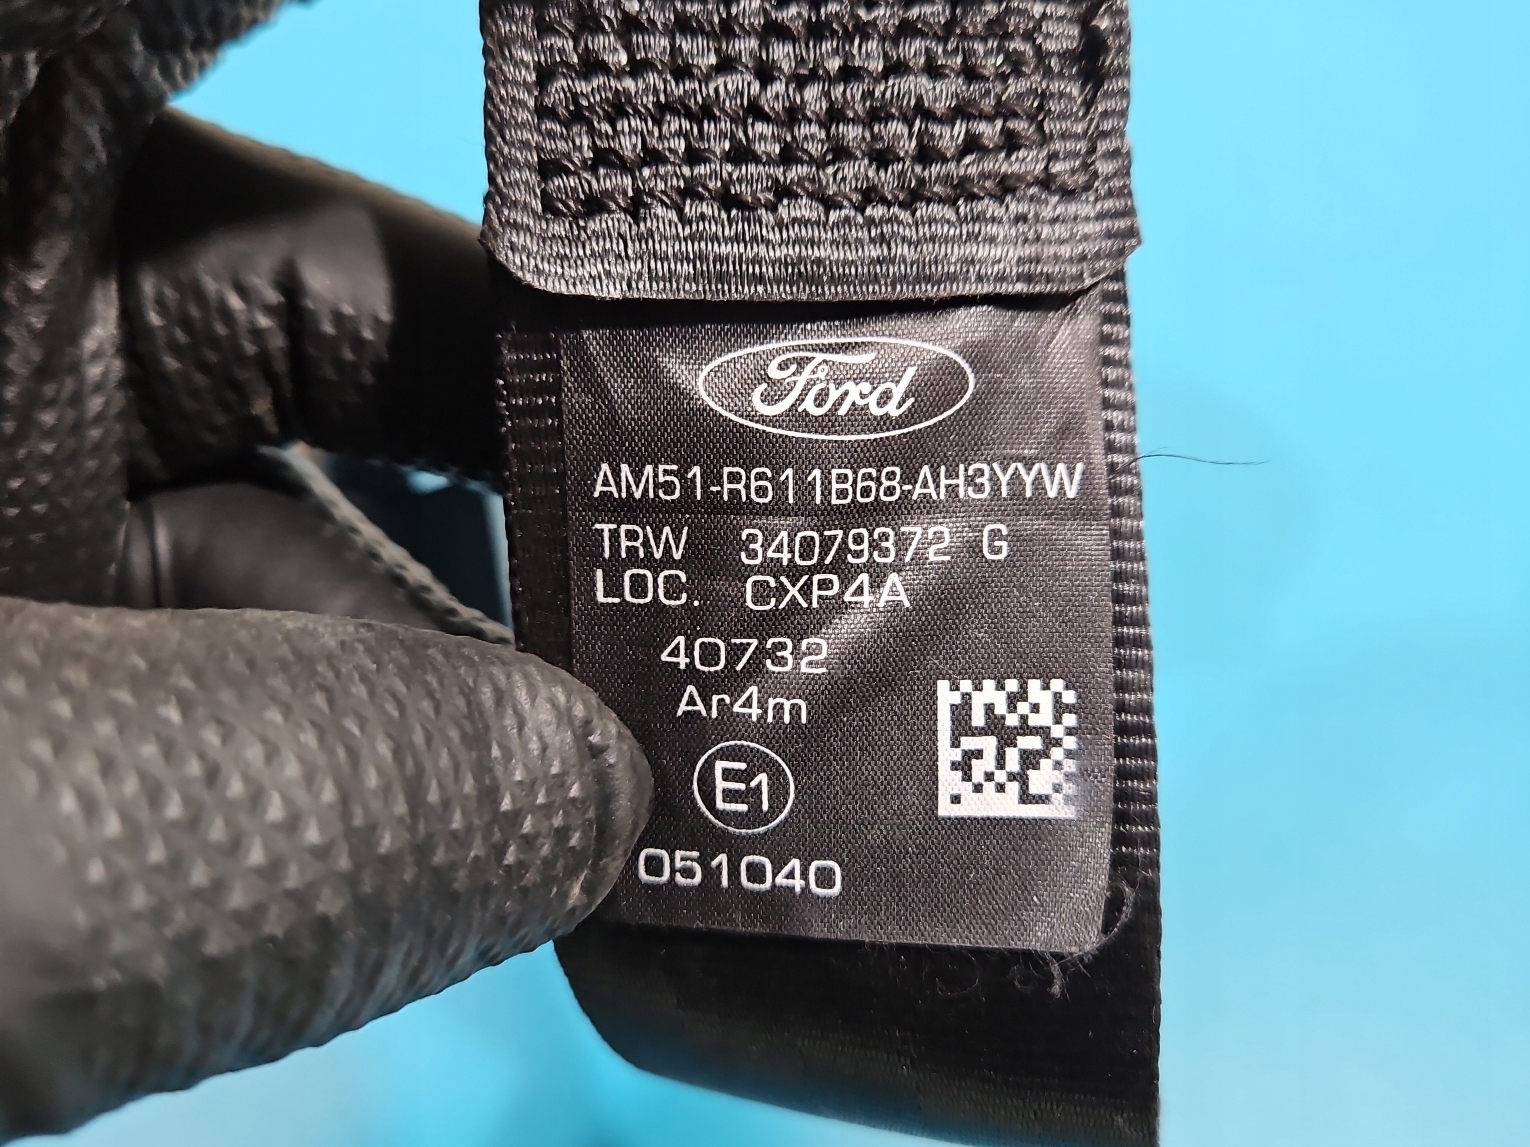 Ford
AM51-R611B68-AH3YYW
TRW 34079372 G
LOC. CXP4A
40732
Ar4m
E1
051040